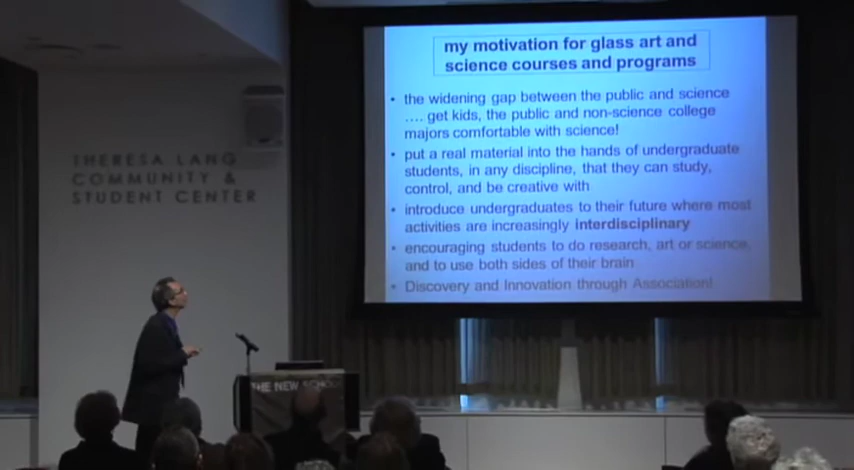 my motivation for glass art and
science courses and programs
• the widening gap between the public and science
.... get kids, the public and non-science college
majors comfortable with science!
• put a real material into the hands of undergraduate
students, in any discipline, that they can study,
control, and be creative with
• introduce undergraduates to their future where most
activities are increasingly interdisciplinary
• encouraging students to do research, art or science,
and to use both sides of their brain
• Discovery and Innovation through Association!
THERESA LANG
COMMUNITY &
STUDENT CENTER
THE NEW SCHOOL